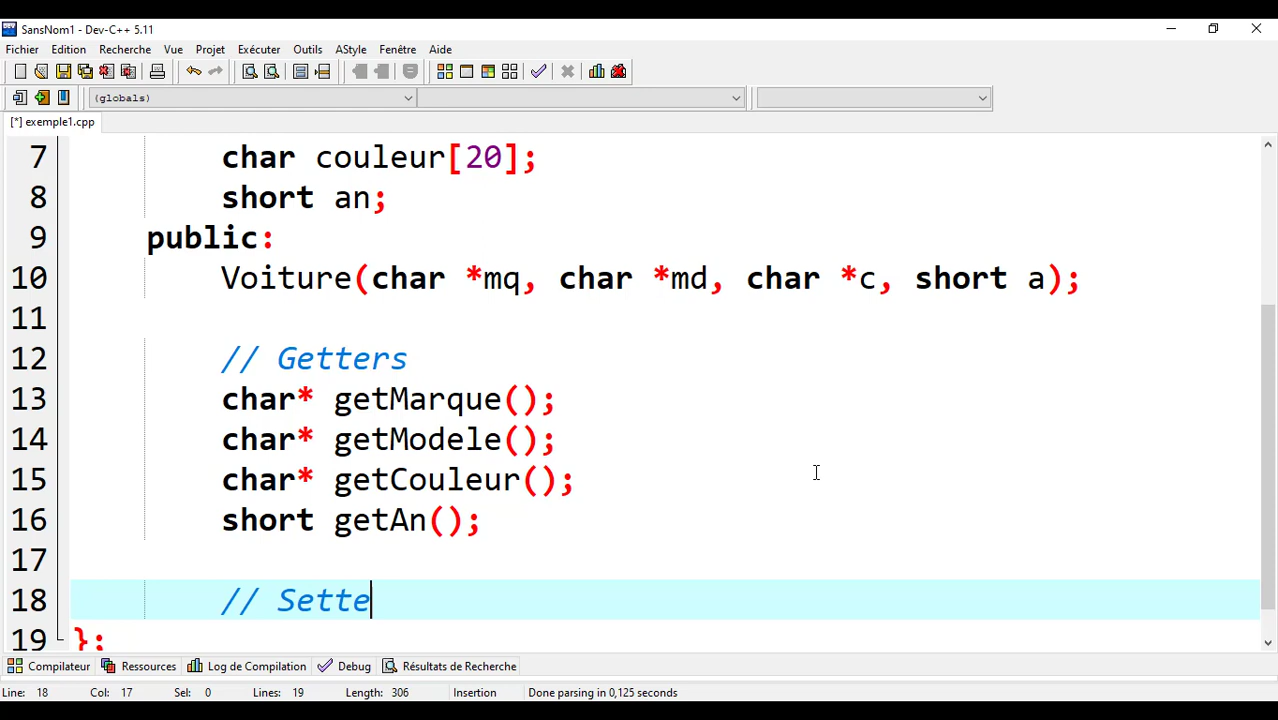 SansNom1 - Dev-C++ 5.11
Fichier Edition Recherche Vue Projet Exécuter Outils AStyle Fenêtre Aide
(globals)
[*] exemple1.cpp
7 char couleur[20];
8 short an;
9 public:
10 Voiture(char *mq, char *md, char *c, short a);
11
12 // Getters
13 char* getMarque();
14 char* getModele();
15 char* getCouleur();
16 short getAn();
17
18 // Sette
19 };
Compilateur Ressources Log de Compilation Debug Résultats de Recherche
Line: 18 Col: 17 Sel: 0 Lines: 19 Length: 306 Insertion Done parsing in 0,125 seconds